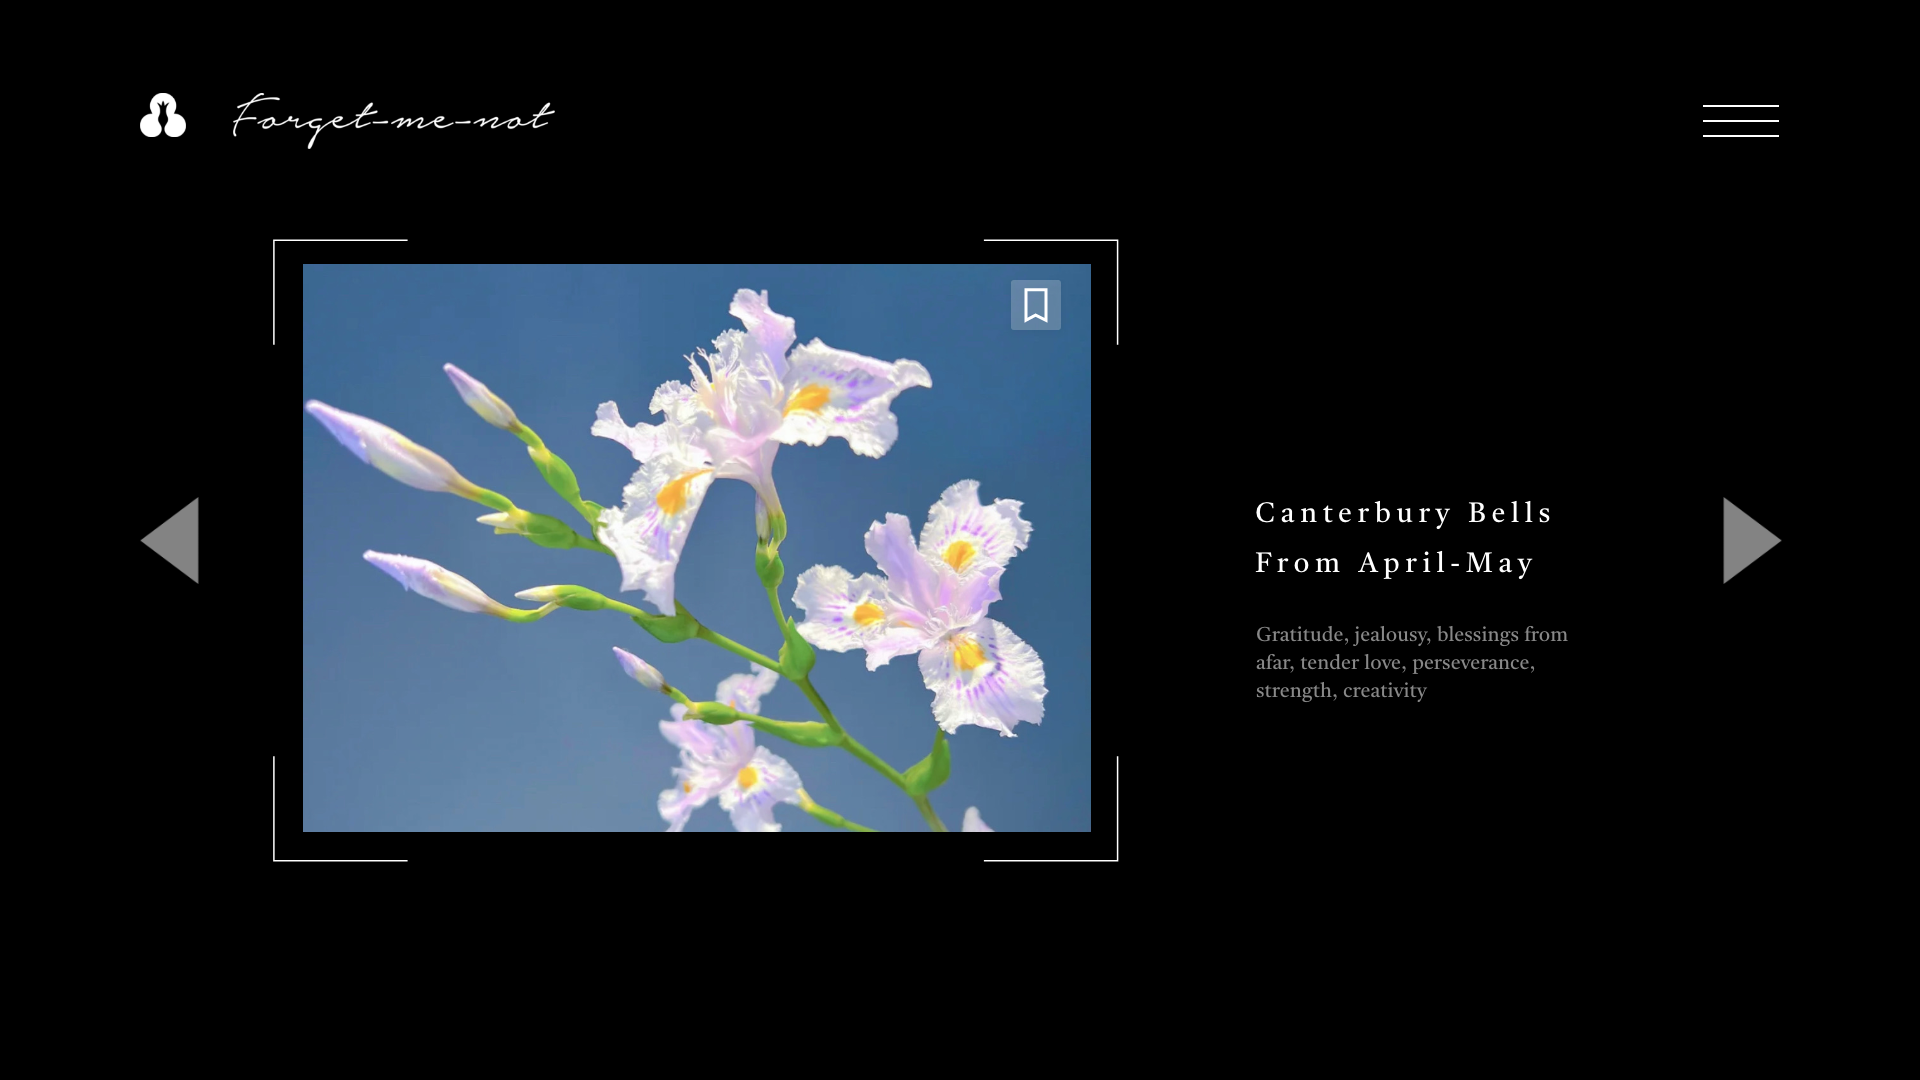 Forget-me-not
Canterbury Bells
From April-May
Gratitude, jealousy, blessings from
afar, tender love, perseverance,
strength, creativity